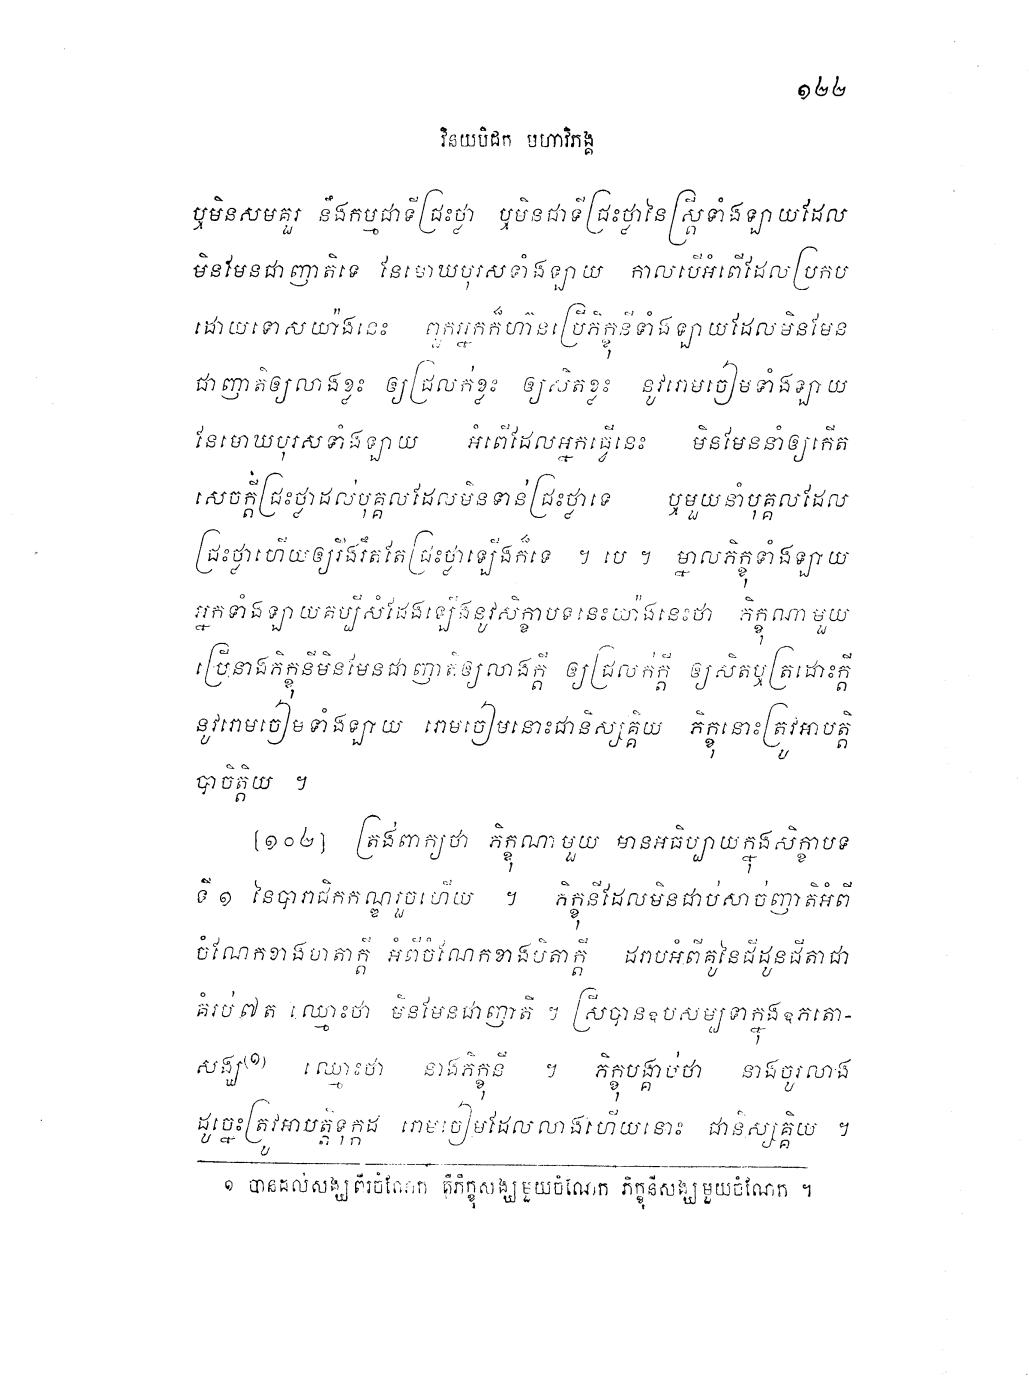 ១៤៤
វិនយបិដក មហាវិភង្គ
ឬមិនសមគួរ នឹងកម្មជាទីជ្រះថ្លា ឬមិនជាទីជ្រះថ្លានៃស្ត្រីទាំងឡាយដែល
មិនមែនជាញាតិទេ នែមោឃបុរសទាំងឡាយ កាលបើអំពើដែលប្រកប
ដោយទោសយ៉ាងនេះ ពួកអ្នកក៏ហ៊ានប្រើភិក្ខុនីទាំងឡាយដែលមិនមែន
ជាញាតិឲ្យលាងខ្លះ ឲ្យជ្រលក់ខ្លះ ឲ្យសិតខ្លះ នូវរោមចៀមទាំងឡាយ
នែមោឃបុរសទាំងឡាយ អំពើដែលអ្នកធ្វើនេះ មិនមែននាំឲ្យកើត
សេចក្តីជ្រះថ្លាដល់បុគ្គលដែលមិនទាន់ជ្រះថ្លាទេ ឬមួយនាំបុគ្គលដែល
ជ្រះថ្លាហើយឲ្យរឹងរឹតតែជ្រះថ្លាឡើងក៏ទេ ។ បេ ។ ម្នាលភិក្ខុទាំងឡាយ
អ្នកទាំងឡាយគប្បីសំដែងឡើងនូវសិក្ខាបទនេះយ៉ាងនេះថា ភិក្ខុណាមួយ
ប្រើនាងភិក្ខុនីមិនមែនជាញាតិឲ្យលាងក្តី ឲ្យជ្រលក់ក្តី ឲ្យសិតឬត្រដោះក្តី
នូវរោមចៀមទាំងឡាយ រោមចៀមនោះជានិស្សគ្គិយ ភិក្ខុនោះត្រូវអាបត្តិ
បាចិត្តិយ ។
[១០៤] ត្រង់ពាក្យថា ភិក្ខុណាមួយ មានអធិប្បាយក្នុងសិក្ខាបទ
ទី ១ នៃបារាជិកកណ្ឌរួចហើយ ។ ភិក្ខុនីដែលមិនជាប់សាច់ញាតិអំពី
ចំណែកខាងមាតាក្តី អំពីចំណែកខាងបិតាក្តី ដរាបអំពីគូនៃជីដូនជីតាជា
គំរប់ ៧ ត ឈ្មោះថា មិនមែនជាញាតិ ។ ស្រីបានឧបសម្បទាក្នុងឧភតោ-
សង្ឃ(១) ឈ្មោះថា នាងភិក្ខុនី ។ ភិក្ខុបង្គាប់ថា នាងចូរលាង
ដូច្នេះត្រូវអាបត្តិទុក្កដ រោមចៀមដែលលាងហើយនោះ ជានិស្សគ្គិយ ។
១ បានដល់សង្ឃពីរចំណែក គឺភិក្ខុសង្ឃមួយចំណែក ភិក្ខុនីសង្ឃមួយចំណែក ។